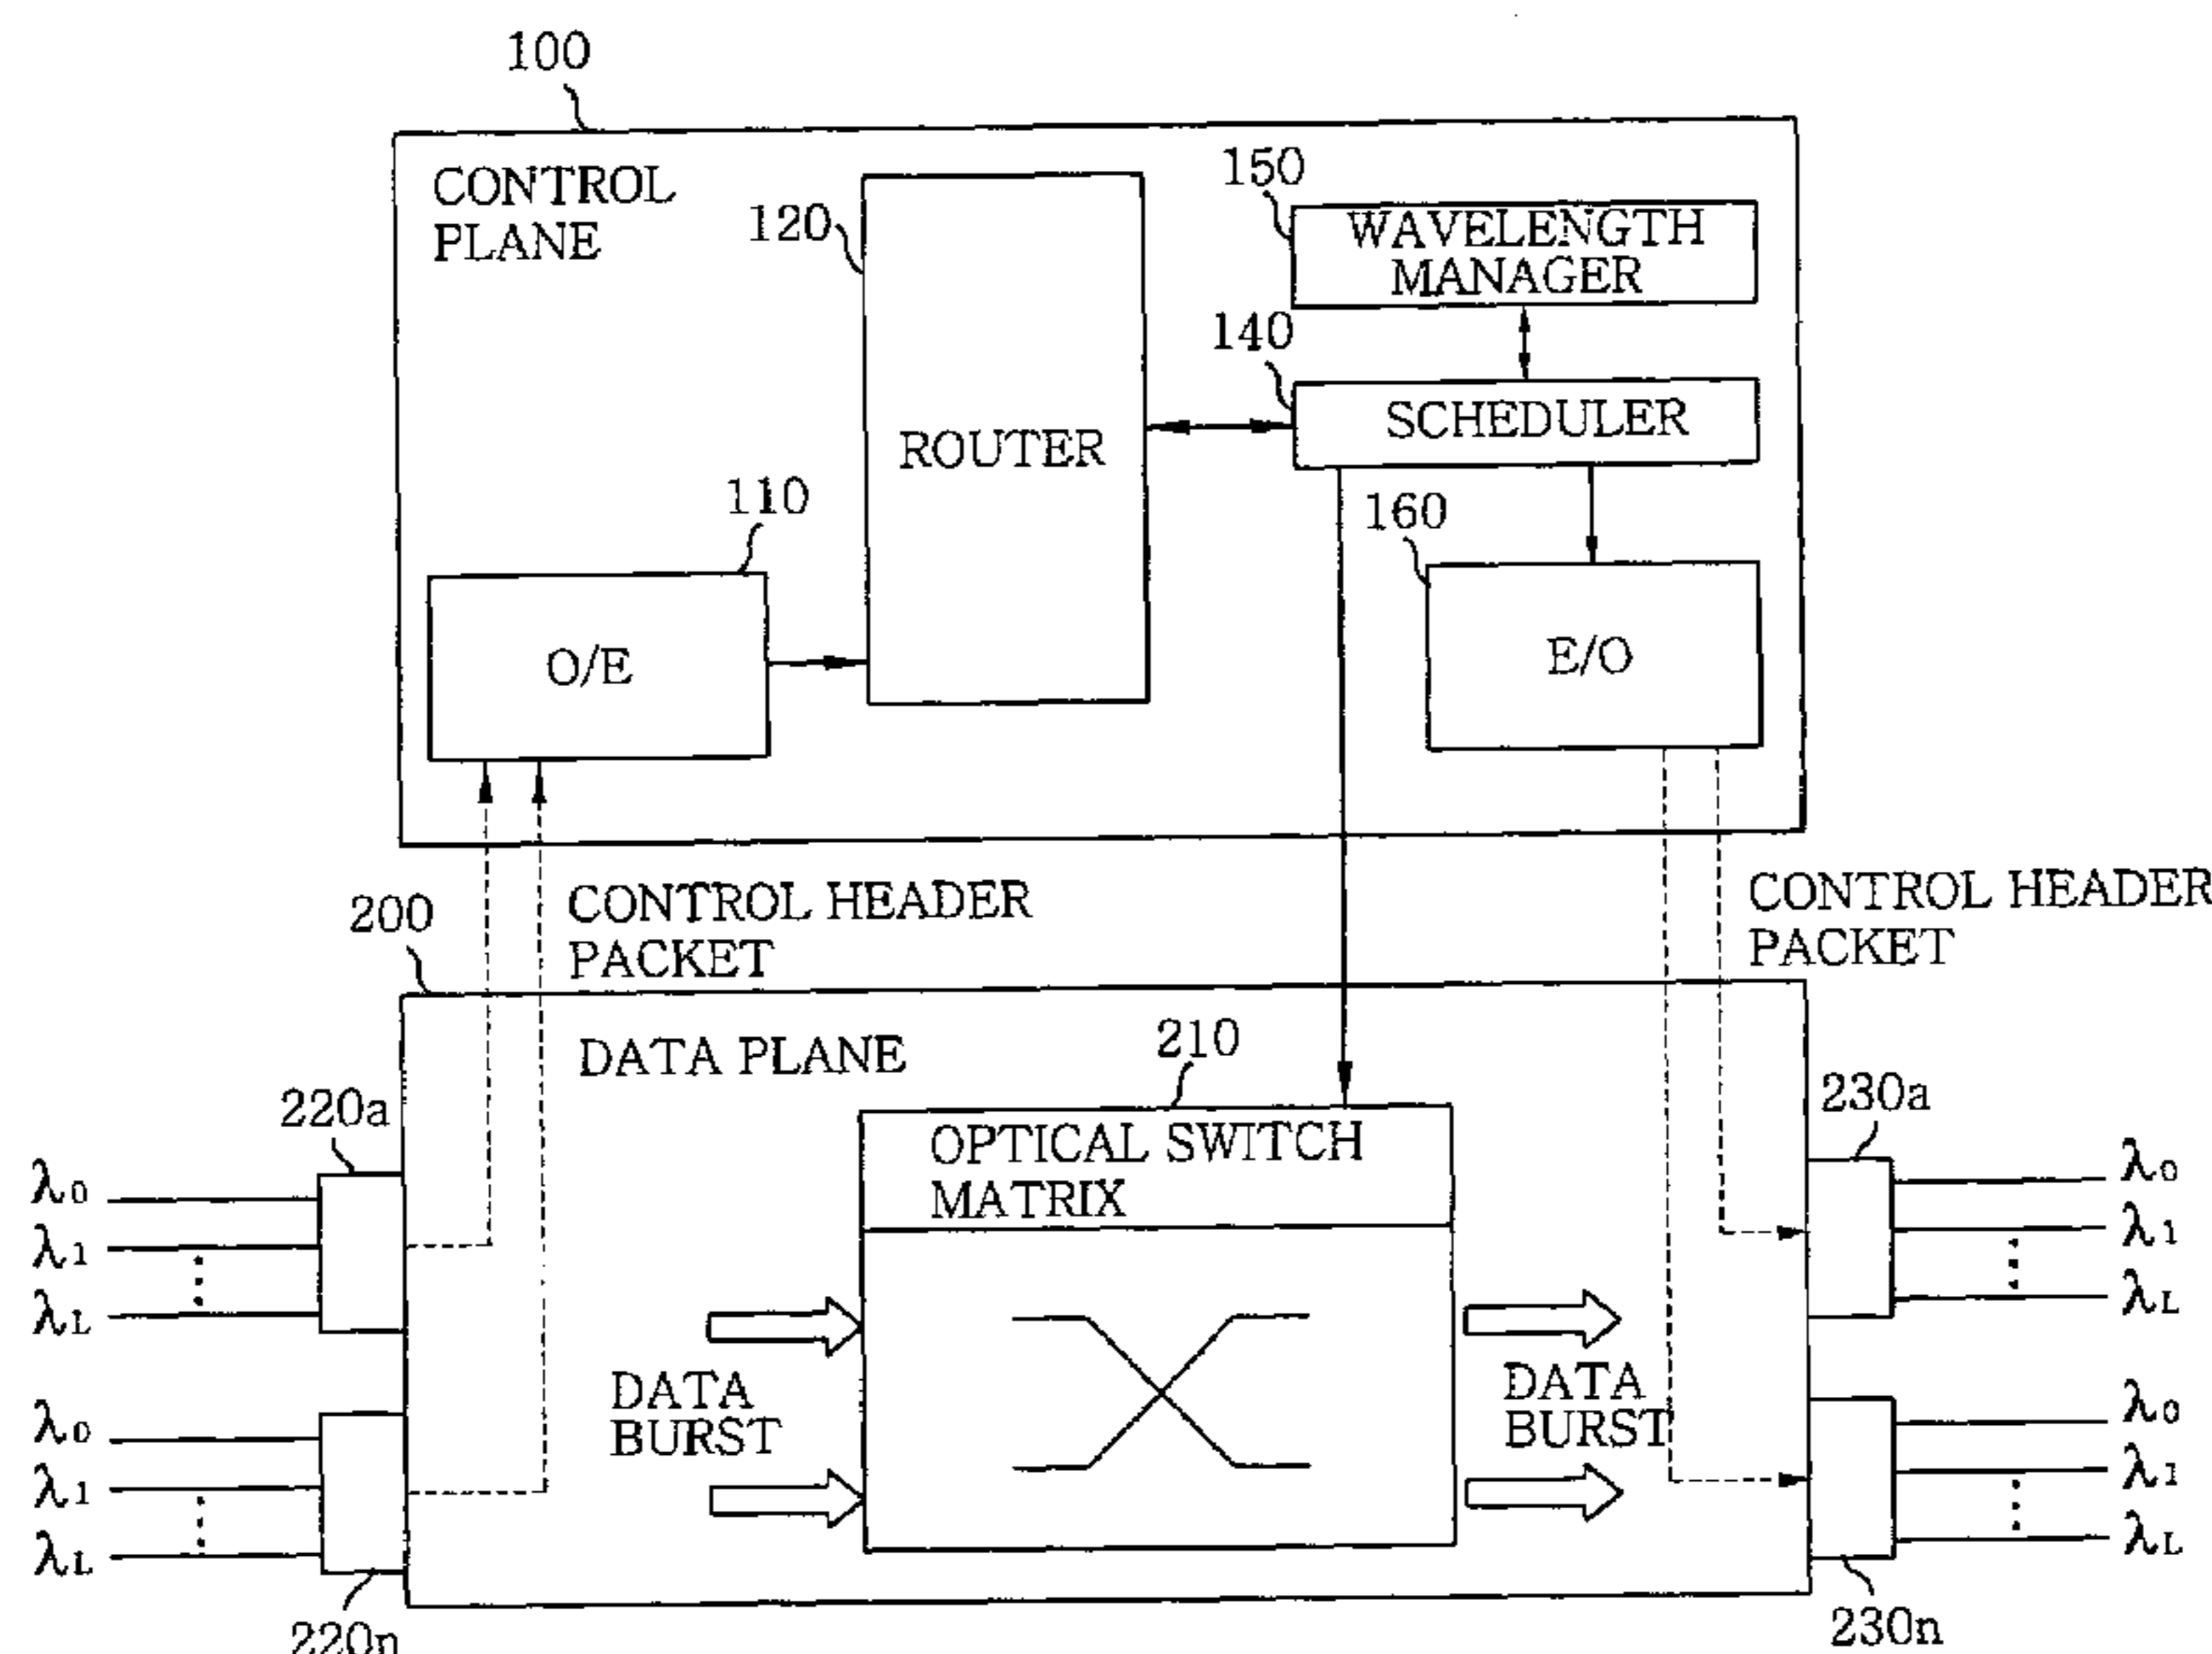 100
CONTROL
PLANE
120
150
WAVELENGTH
MANAGER
140
SCHEDULER
ROUTER
110
160
O/E
E/O
200
CONTROL HEADER
PACKET
CONTROL HEADER
PACKET
DATA PLANE
210
220a
230a
OPTICAL SWITCH
MATRIX
λ0
λ1
λL
λ0
λ1
λL
DATA
BURST
DATA
BURST
λ0
λ1
λL
λ0
λ1
λL
220n
230n